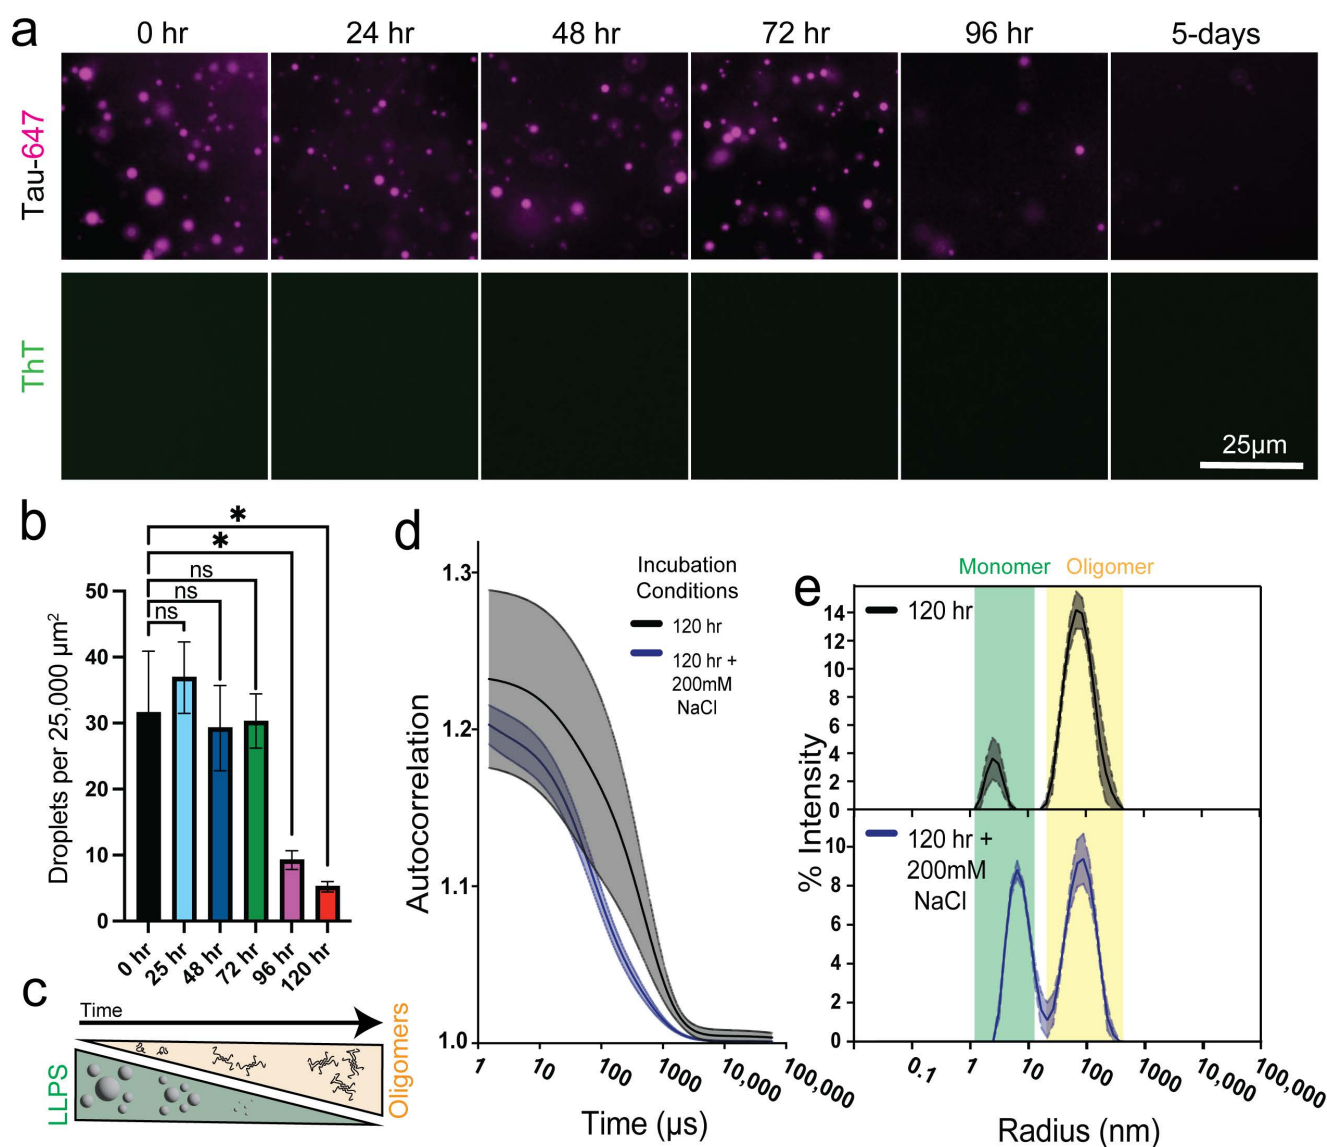 a
0 hr
24 hr
48 hr
72 hr
96 hr
5-days
Tau-647
ThT
25µm
b
*
*
ns
ns
ns
Droplets per 25,000 µm²
50
40
30
20
10
0
0 hr
25 hr
48 hr
72 hr
96 hr
120 hr
c
Time
LLPS
Oligomers
d
Incubation
Conditions
120 hr
120 hr +
200mM
NaCl
Autocorrelation
1.3
1.2
1.1
1.0
1
10
100
1000
10,000
100,000
Time (µs)
e
Monomer
Oligomer
120 hr
14
12
10
8
6
4
2
0
120 hr +
200mM
NaCl
10
8
6
4
2
0
% Intensity
0.1
1
10
100
1000
10,000
100,000
Radius (nm)